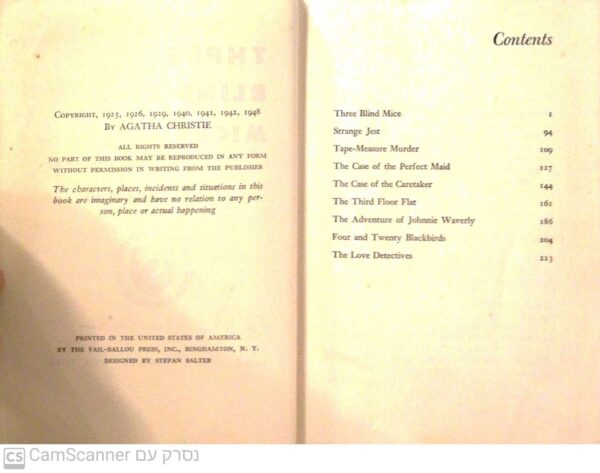 COPYRIGHT, 1925, 1926, 1929, 1940, 1941, 1942, 1948
BY AGATHA CHRISTIE
ALL RIGHTS RESERVED
NO PART OF THIS BOOK MAY BE REPRODUCED IN ANY FORM
WITHOUT PERMISSION IN WRITING FROM THE PUBLISHER
The characters, places, incidents and situations in this
book are imaginary and have no relation to any per-
son, place or actual happening
PRINTED IN THE UNITED STATES OF AMERICA
BY THE VAIL-BALLOU PRESS, INC., BINGHAMTON, N. Y.
DESIGNED BY STEFAN SALTER
Contents
Three Blind Mice 1
Strange Jest 94
Tape-Measure Murder 109
The Case of the Perfect Maid 127
The Case of the Caretaker 144
The Third Floor Flat 161
The Adventure of Johnnie Waverly 186
Four and Twenty Blackbirds 204
The Love Detectives 223
CS CamScanner נסרק עם